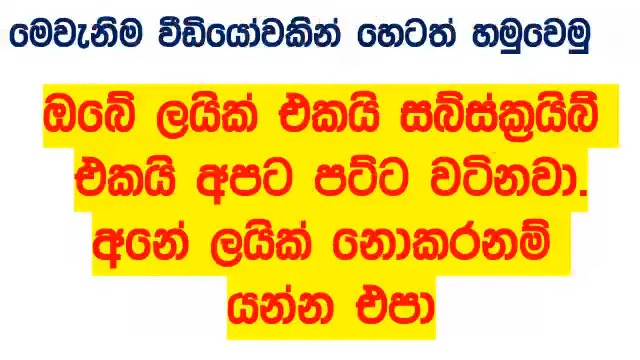 මෙවැනිම වීඩියෝවකින් හෙටත් හමුවෙමු
ඔබේ ලයික් එකයි සබ්ස්ක්‍රයිබ්
එකයි අපට පට්ට වටිනවා.
අනේ ලයික් නොකරනම්
යන්න එපා